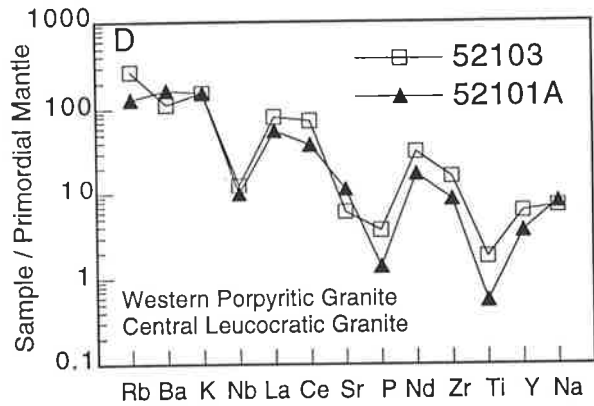 D
52103
52101A
1000
100
10
1
0.1
Sample / Primordial Mantle
Western Porpyritic Granite
Central Leucocratic Granite
Rb Ba K Nb La Ce Sr P Nd Zr Ti Y Na